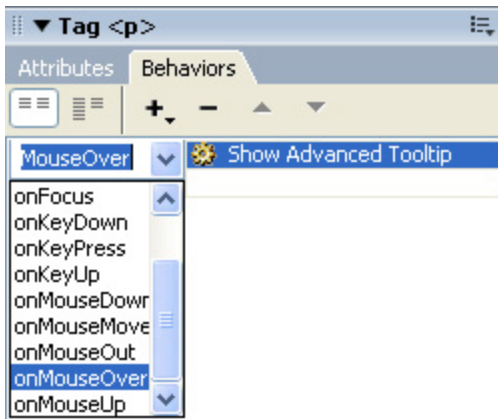 Tag <p>
Attributes Behaviors
MouseOver Show Advanced Tooltip
onFocus
onKeyDown
onKeyPress
onKeyUp
onMouseDowr
onMouseMove
onMouseOut
onMouseOver
onMouseUp